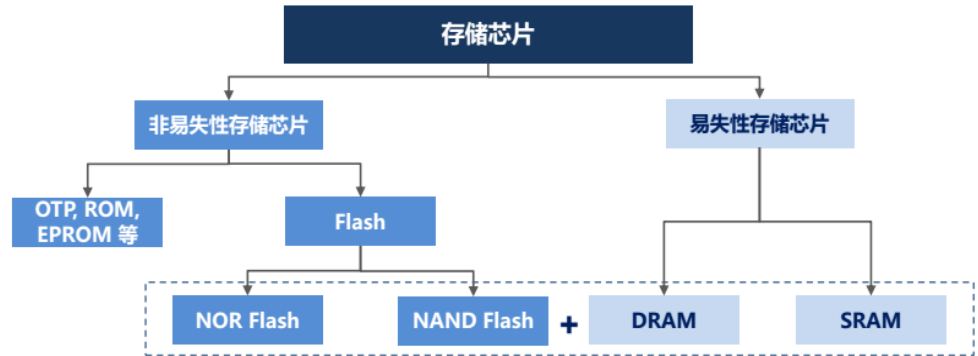 存储芯片
非易失性存储芯片
易失性存储芯片
OTP, ROM,
EPROM 等
Flash
NOR Flash
NAND Flash
+
DRAM
SRAM